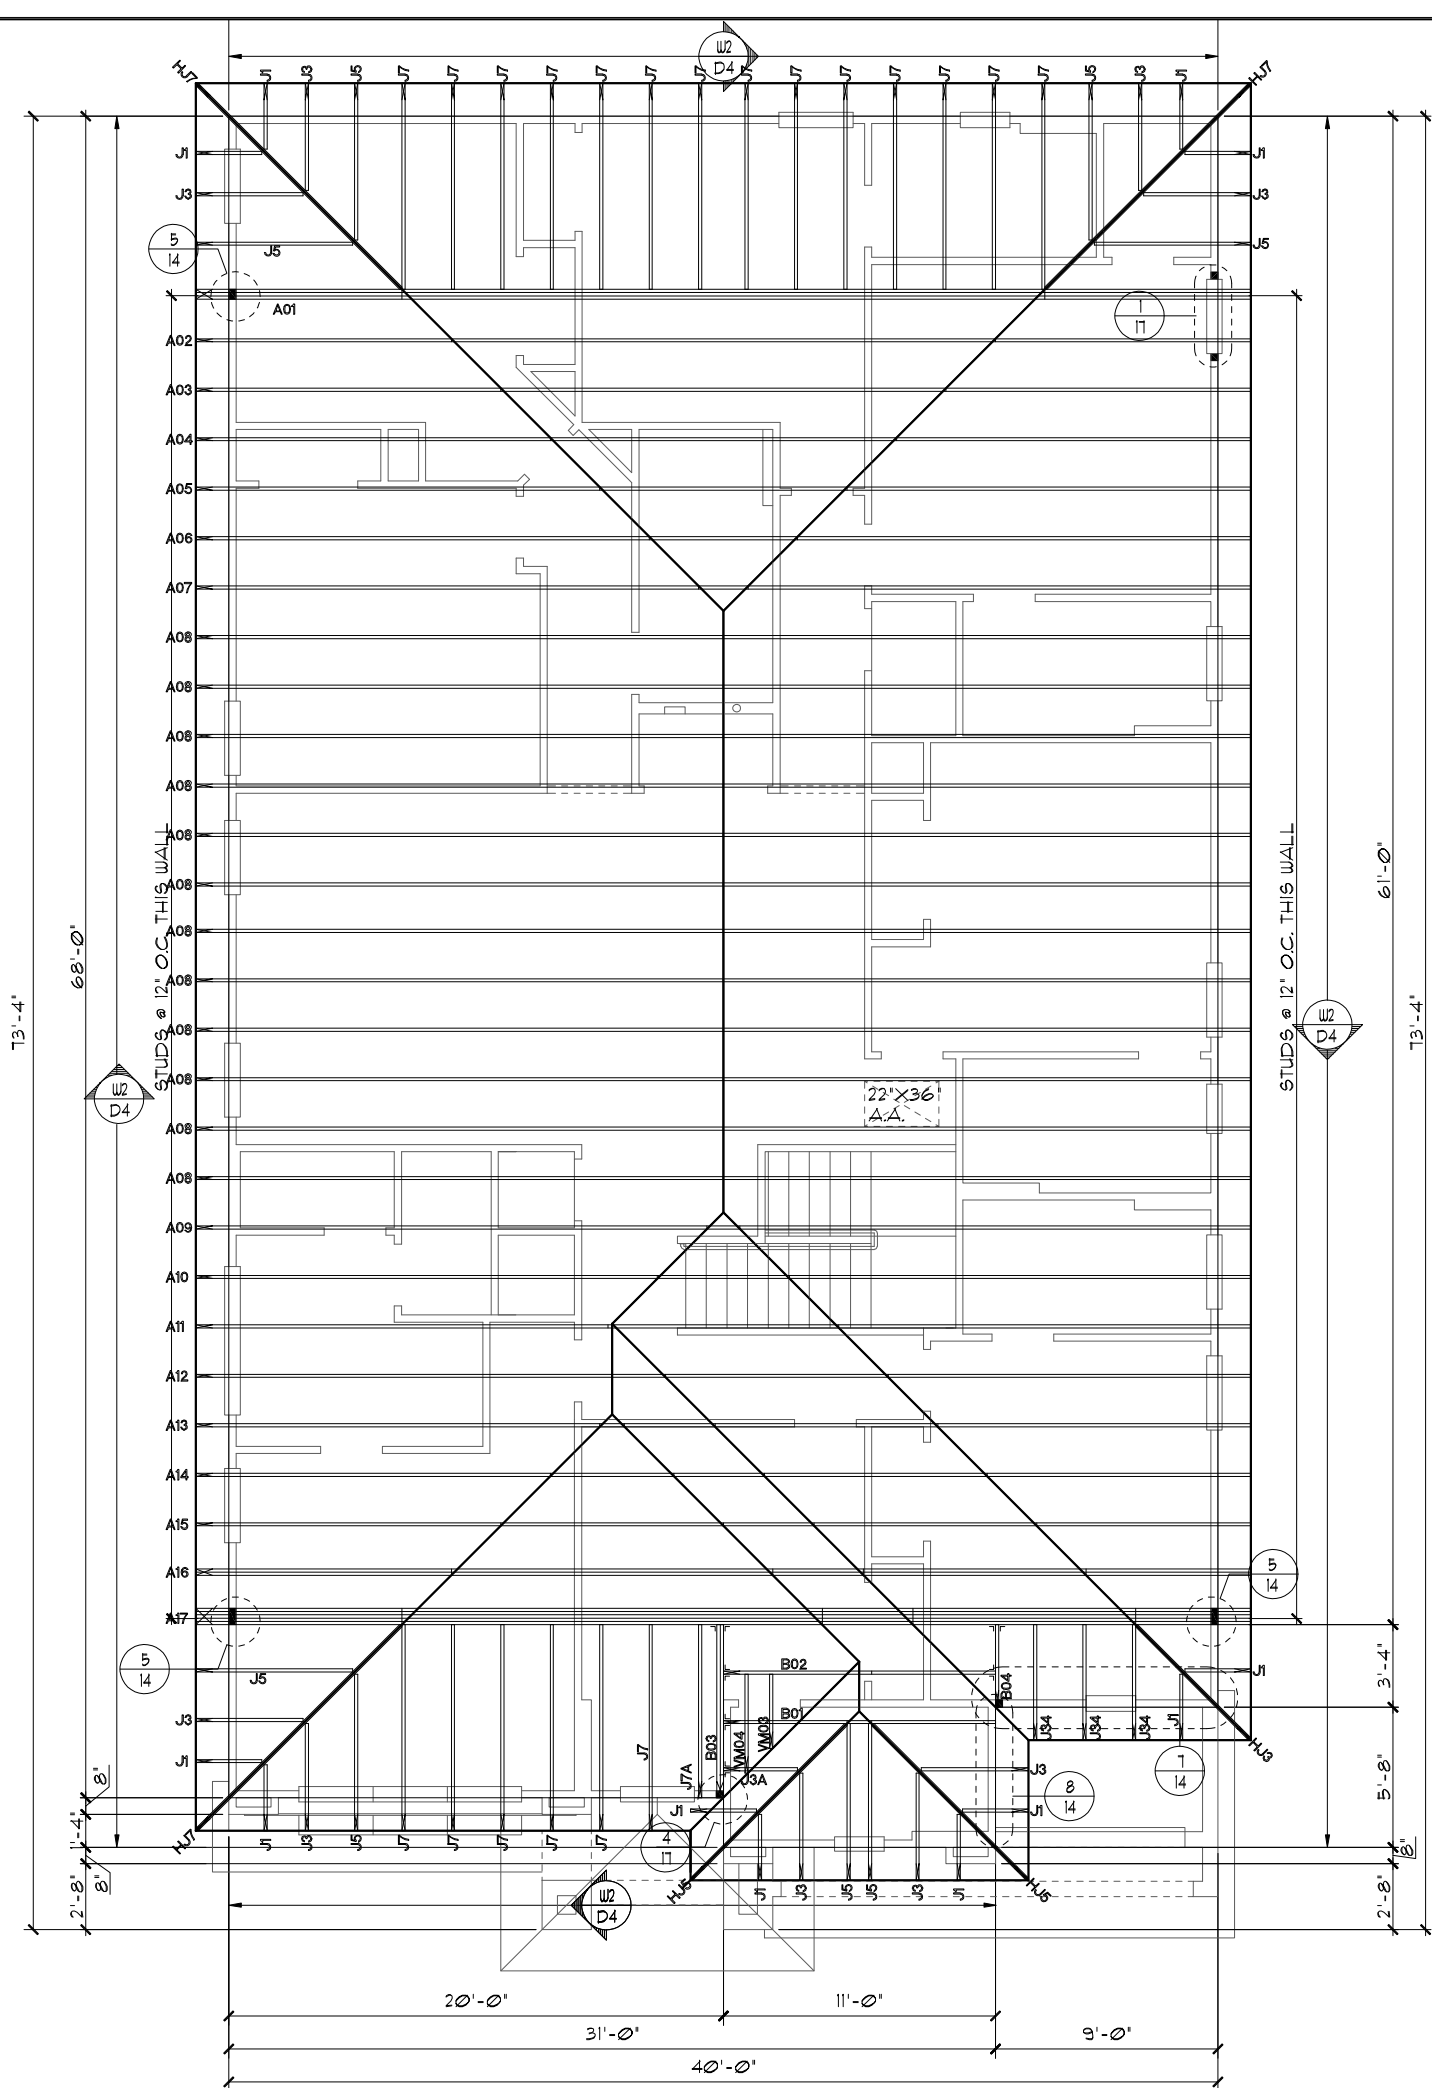 W2
D4
HJ7 J1 J3 J5 J7 J7 J7 J7 J7 J7 J7 J7 J7 J7 J7 J7 J7 J7 J5 J3 J1 HJ7
J1 J1
J3 J3
5
14
J5 J5
A01
1
17
A02
A03
A04
A05
A06
A07
A08
A08
A08
A08
A08
A08
A08
A08
A08
A08
A08
A08
A09
A10
A11
A12
A13
A14
A15
A16
A17
STUDS @ 12" O.C. THIS WALL
STUDS @ 12" O.C. THIS WALL
73'-4"
68'-0"
61'-0"
73'-4"
W2
D4
W2
D4
22"X36"
A.A.
5
14
5
14
J5
J3
J1
B02
B01
B04
B03
VM04
VM03
J7
J7A
J3A
J1
J34 J34 J34 J1
J1
J3
J1
HJ3
7
14
8
14
4
17
3'-4"
5'-8"
8"
2'-8"
8"
1'-4"
8"
2'-8"
HJ7 J1 J3 J5 J7 J7 J7 J7 J7
HJ5 J1 J3 J5 J5 J3 J1 HJ5
W2
D4
20'-0" 11'-0"
31'-0" 9'-0"
40'-0"